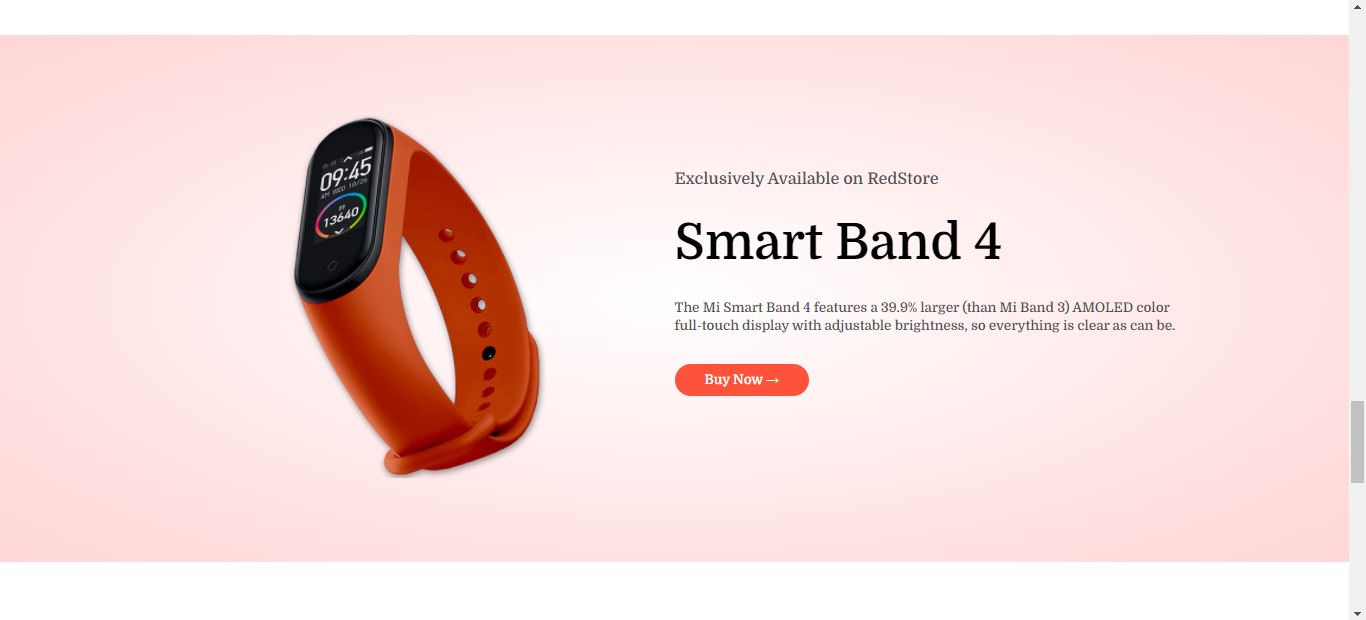 09:45
AM WED 10/26
13640
Exclusively Available on RedStore
Smart Band 4
The Mi Smart Band 4 features a 39.9% larger (than Mi Band 3) AMOLED color
full-touch display with adjustable brightness, so everything is clear as can be.
Buy Now →